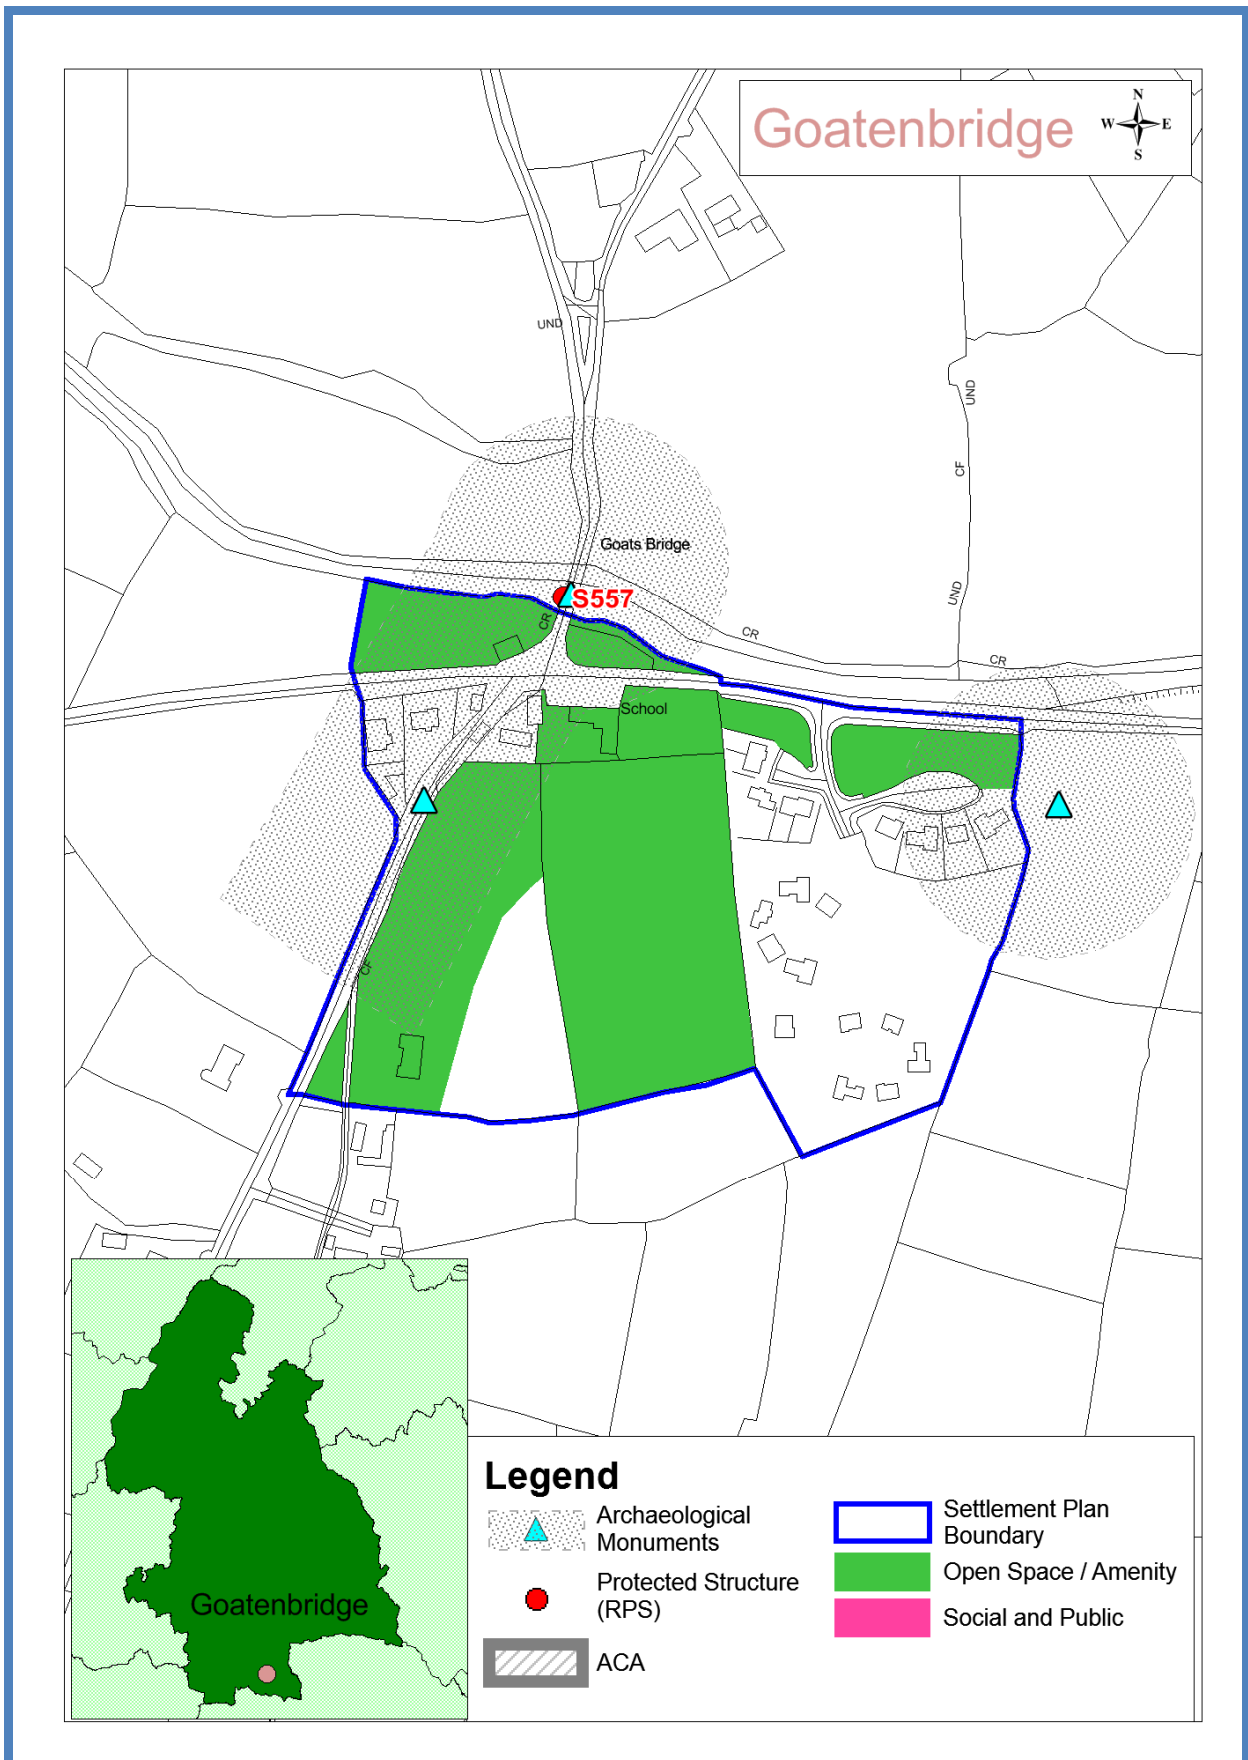 Goatenbridge
N
W E
S
UND
UND
CF
Goats Bridge
UND
S557
CR
CR
CR
School
CF
Goatenbridge
Legend
Archaeological
Monuments
Protected Structure
(RPS)
ACA
Settlement Plan
Boundary
Open Space / Amenity
Social and Public